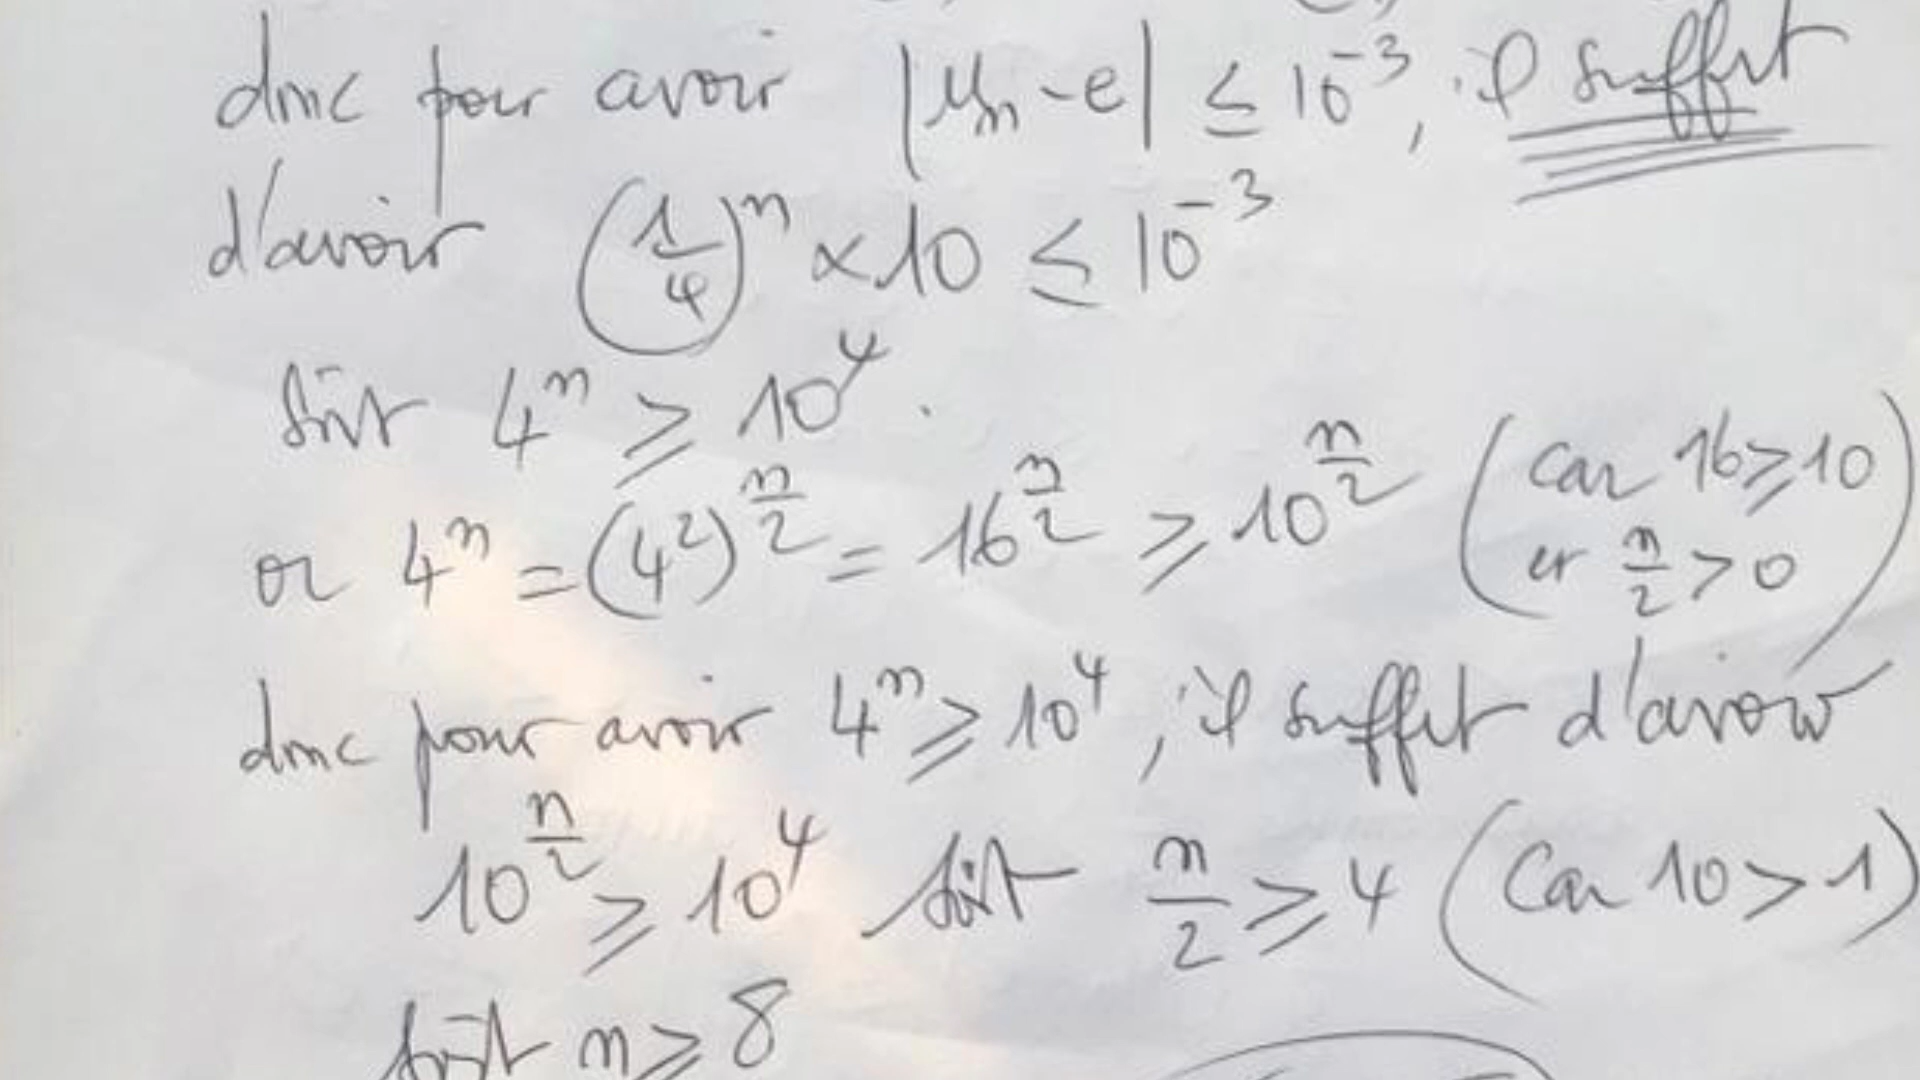 donc pour avoir |u_n - e| ≤ 10^-3, il suffit
d'avoir (1/4)^n × 10 ≤ 10^-3
soit 4^n ≥ 10^4.
or 4^n = (4^2)^(n/2) = 16^(n/2) ≥ 10^(n/2) (car 16 ≥ 10
et n/2 > 0)
donc pour avoir 4^n ≥ 10^4, il suffit d'avoir
10^(n/2) ≥ 10^4 soit n/2 ≥ 4 (car 10 > 1)
soit n ≥ 8